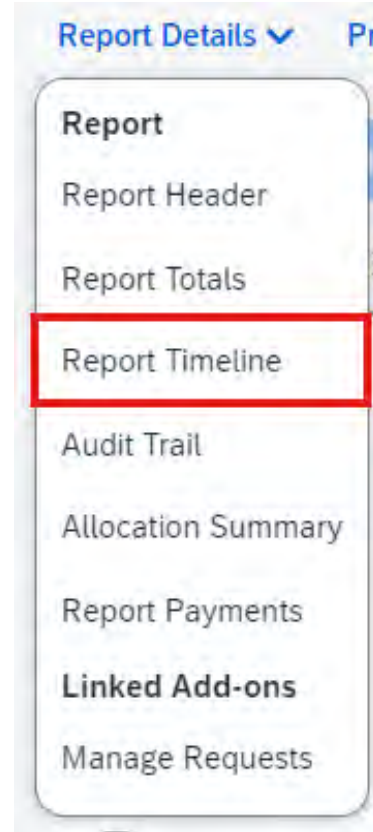 Report Details Pr
Report
Report Header
Report Totals
Report Timeline
Audit Trail
Allocation Summary
Report Payments
Linked Add-ons
Manage Requests